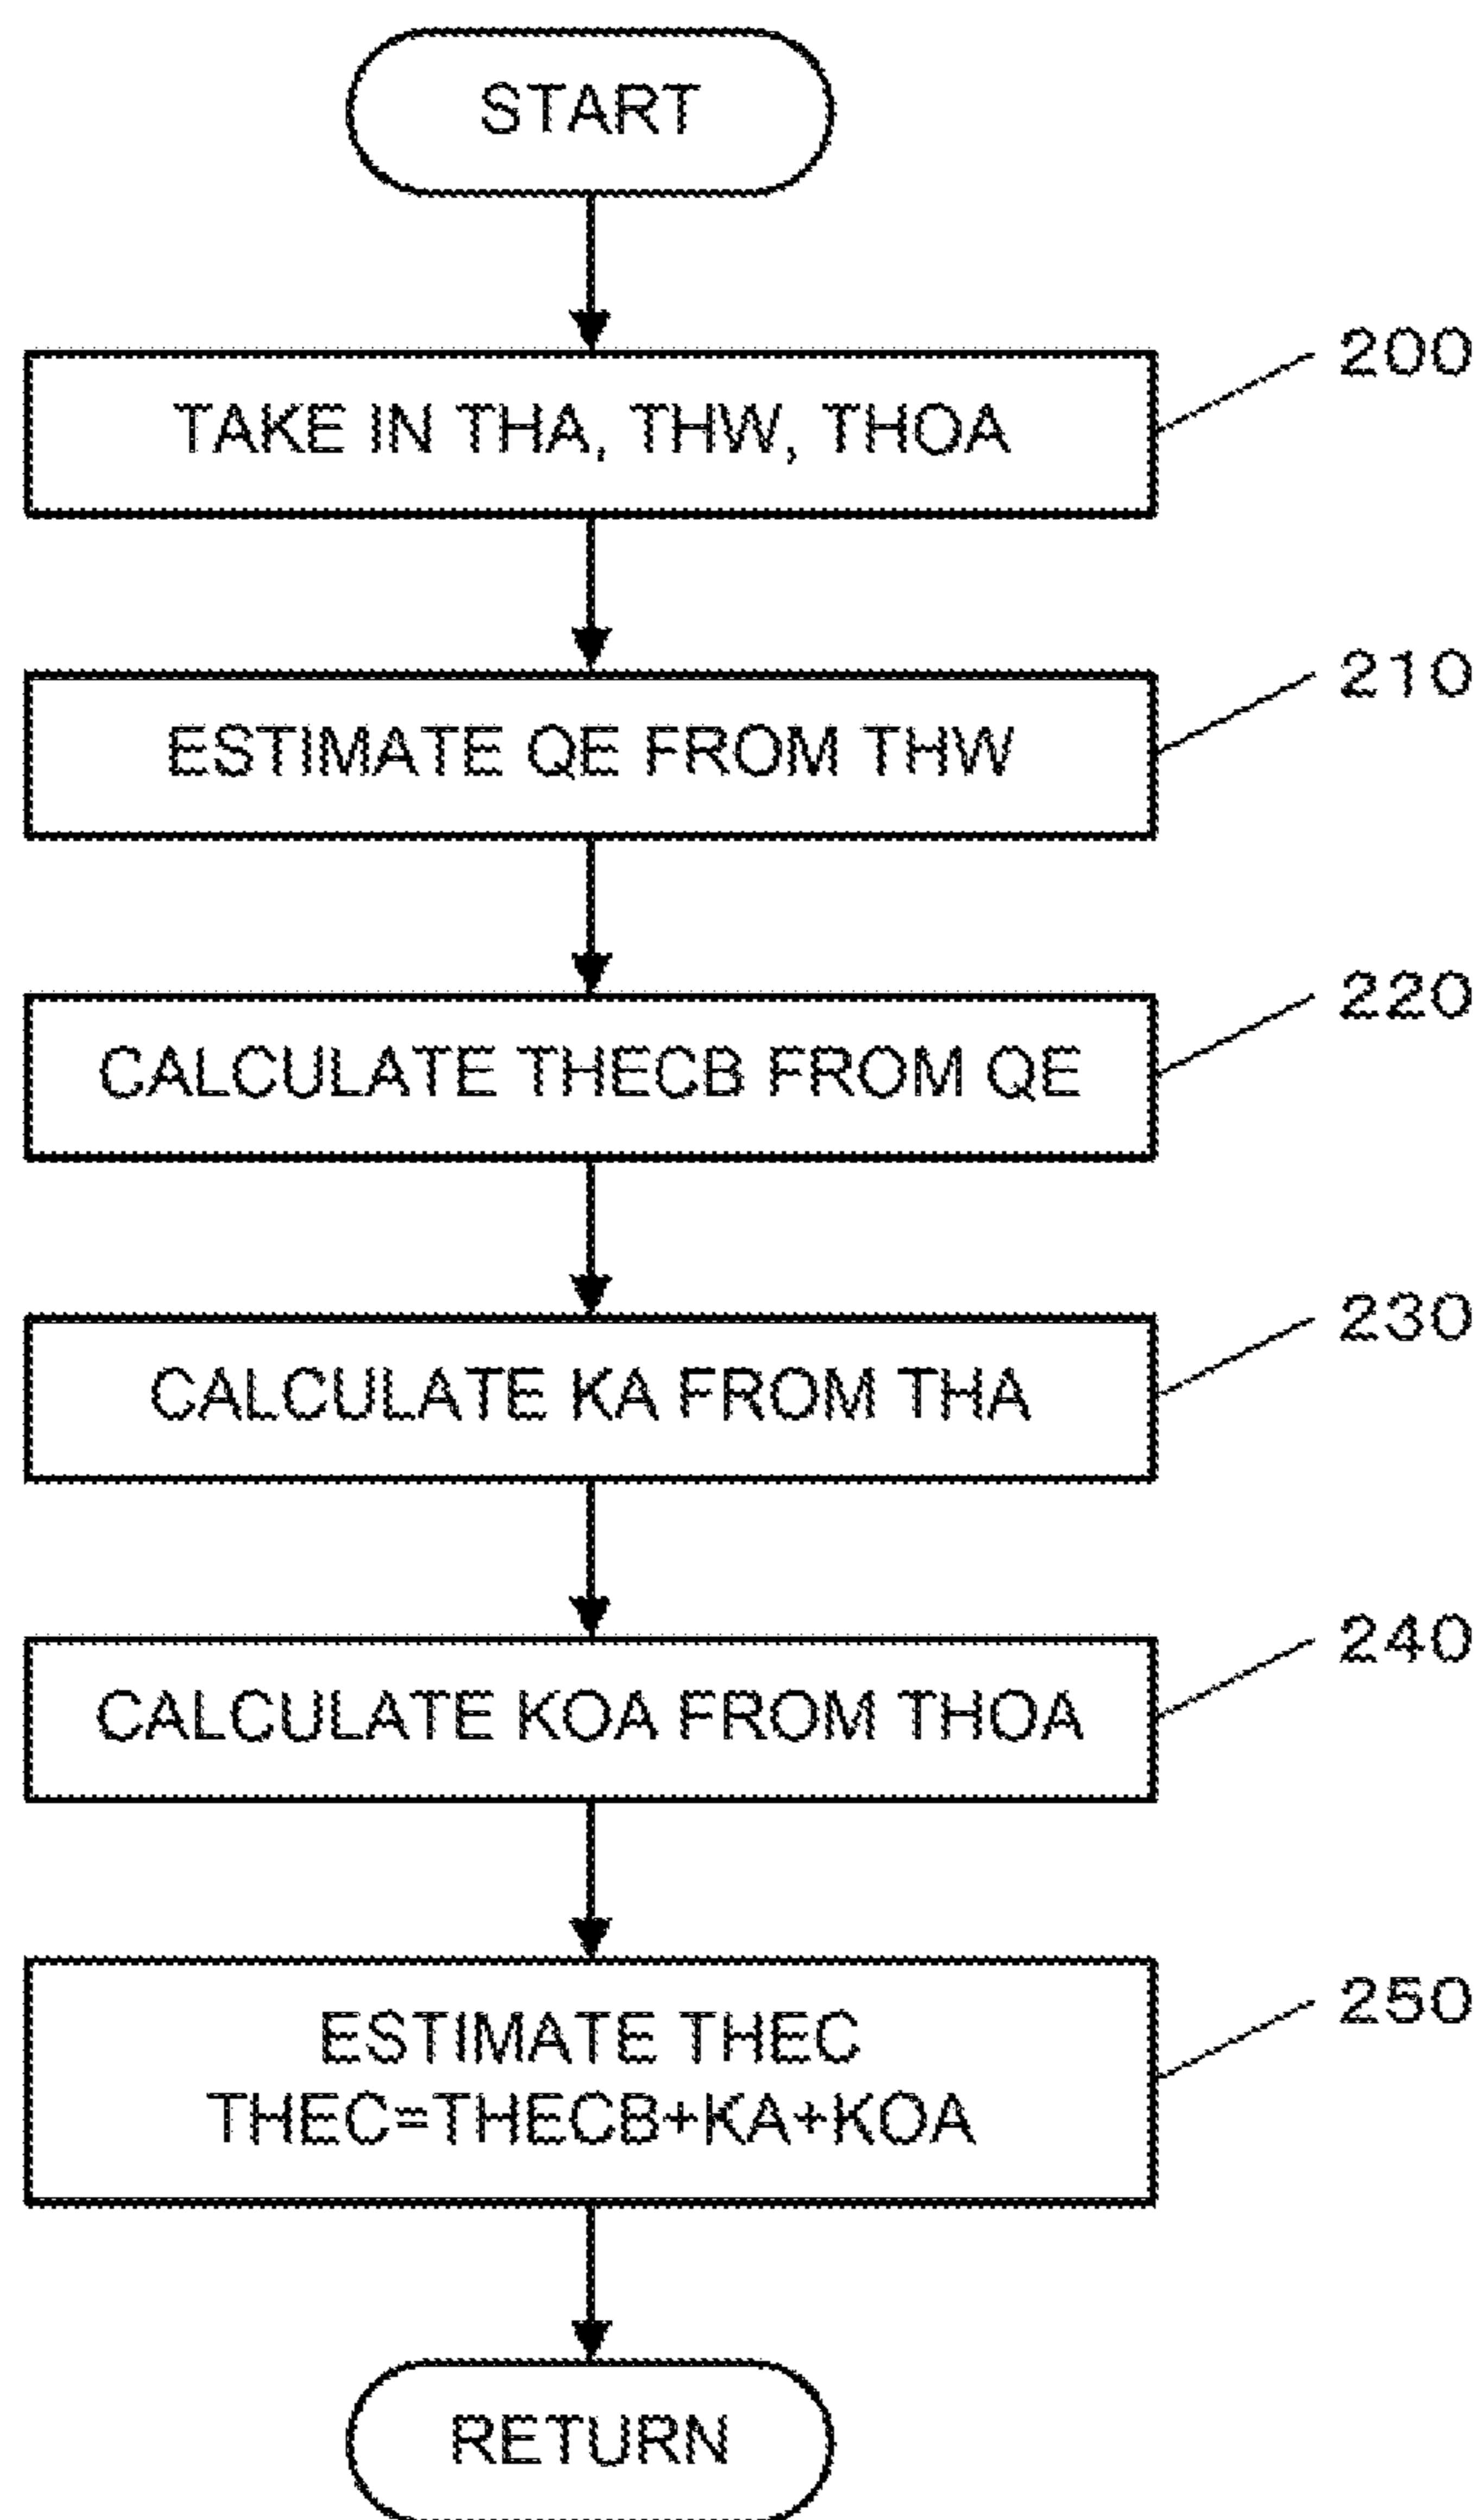 START
TAKE IN THA, THW, THOA
200
ESTIMATE QE FROM THW
210
CALCULATE THECB FROM QE
220
CALCULATE KA FROM THA
230
CALCULATE KOA FROM THOA
240
ESTIMATE THEC
THEC=THECB+KA+KOA
250
RETURN